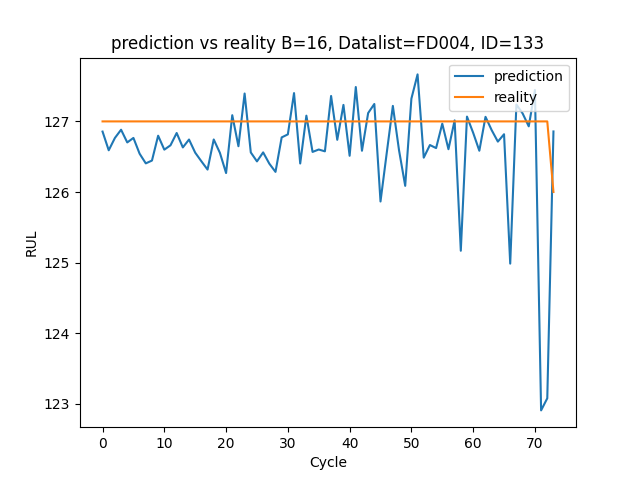 prediction vs reality B=16, Datalist=FD004, ID=133
prediction
reality
127
126
125
124
123
RUL
0 10 20 30 40 50 60 70
Cycle